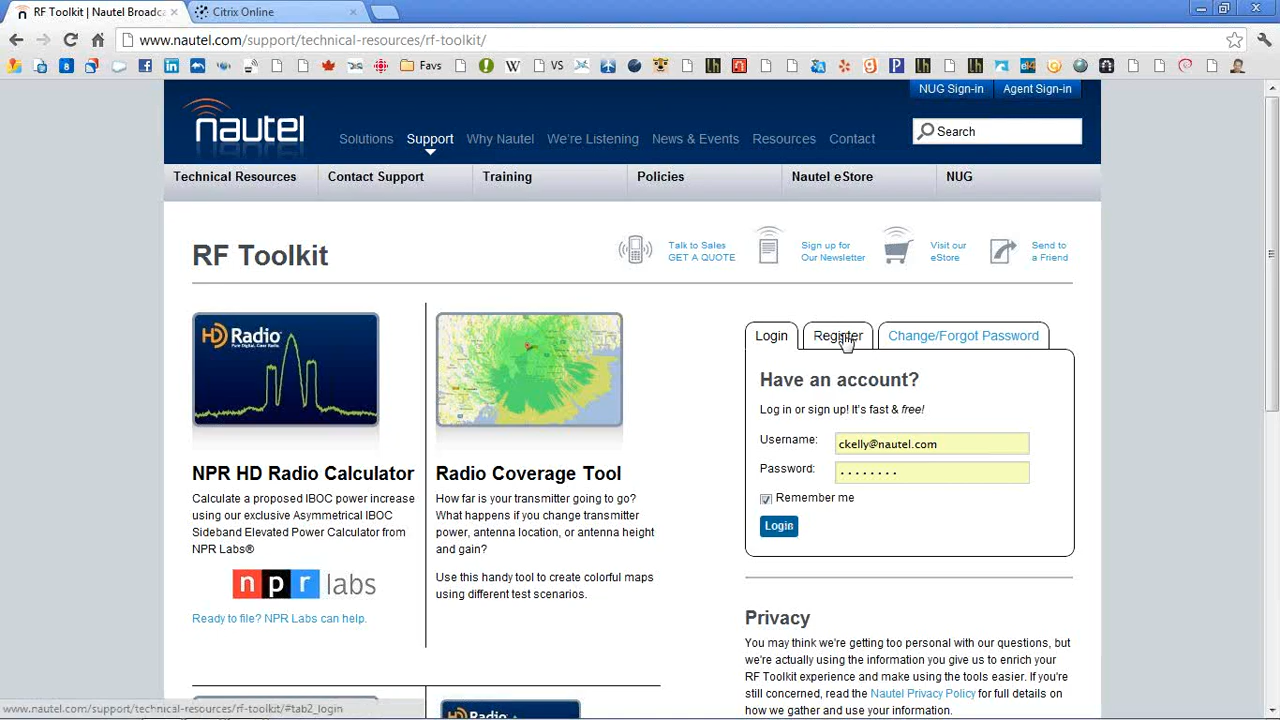 RF Toolkit | Nautel Broadca
Citrix Online
www.nautel.com/support/technical-resources/rf-toolkit/
Favs
VS
NUG Sign-in
Agent Sign-in
nautel
Solutions
Support
Why Nautel
We're Listening
News & Events
Resources
Contact
Search
Technical Resources
Contact Support
Training
Policies
Nautel eStore
NUG
RF Toolkit
Talk to Sales
GET A QUOTE
Sign up for
Our Newsletter
Visit our
eStore
Send to
a Friend
HD Radio
Pure Digital. Clear Radio.
NPR HD Radio Calculator
Calculate a proposed IBOC power increase
using our exclusive Asymmetrical IBOC
Sideband Elevated Power Calculator from
NPR Labs®
npr labs
Ready to file? NPR Labs can help.
Radio Coverage Tool
How far is your transmitter going to go?
What happens if you change transmitter
power, antenna location, or antenna height
and gain?
Use this handy tool to create colorful maps
using different test scenarios.
Login
Register
Change/Forgot Password
Have an account?
Log in or sign up! It's fast & free!
Username:
ckelly@nautel.com
Password:
Remember me
Login
Privacy
You may think we're getting too personal with our questions, but
we're actually using the information you give us to enrich your
RF Toolkit experience and make using the tools easier. If you're
still concerned, read the Nautel Privacy Policy for full details on
how we gather and use your information.
HD Radio
www.nautel.com/support/technical-resources/rf-toolkit/#tab2_login